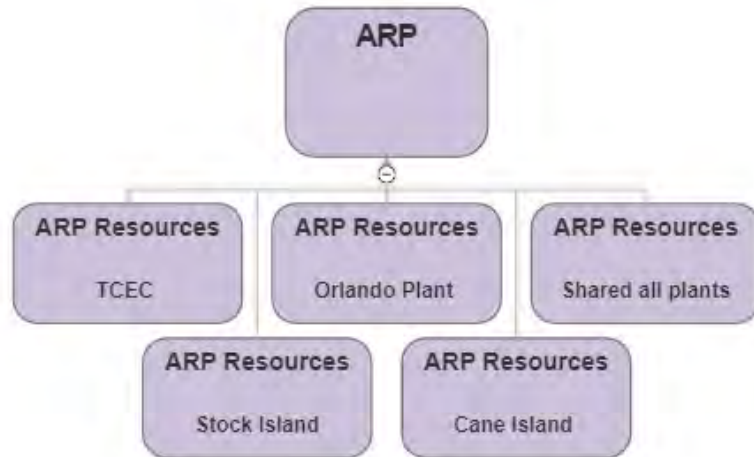 ARP
ARP Resources
TCEC
ARP Resources
Orlando Plant
ARP Resources
Shared all plants
ARP Resources
Stock Island
ARP Resources
Cane Island